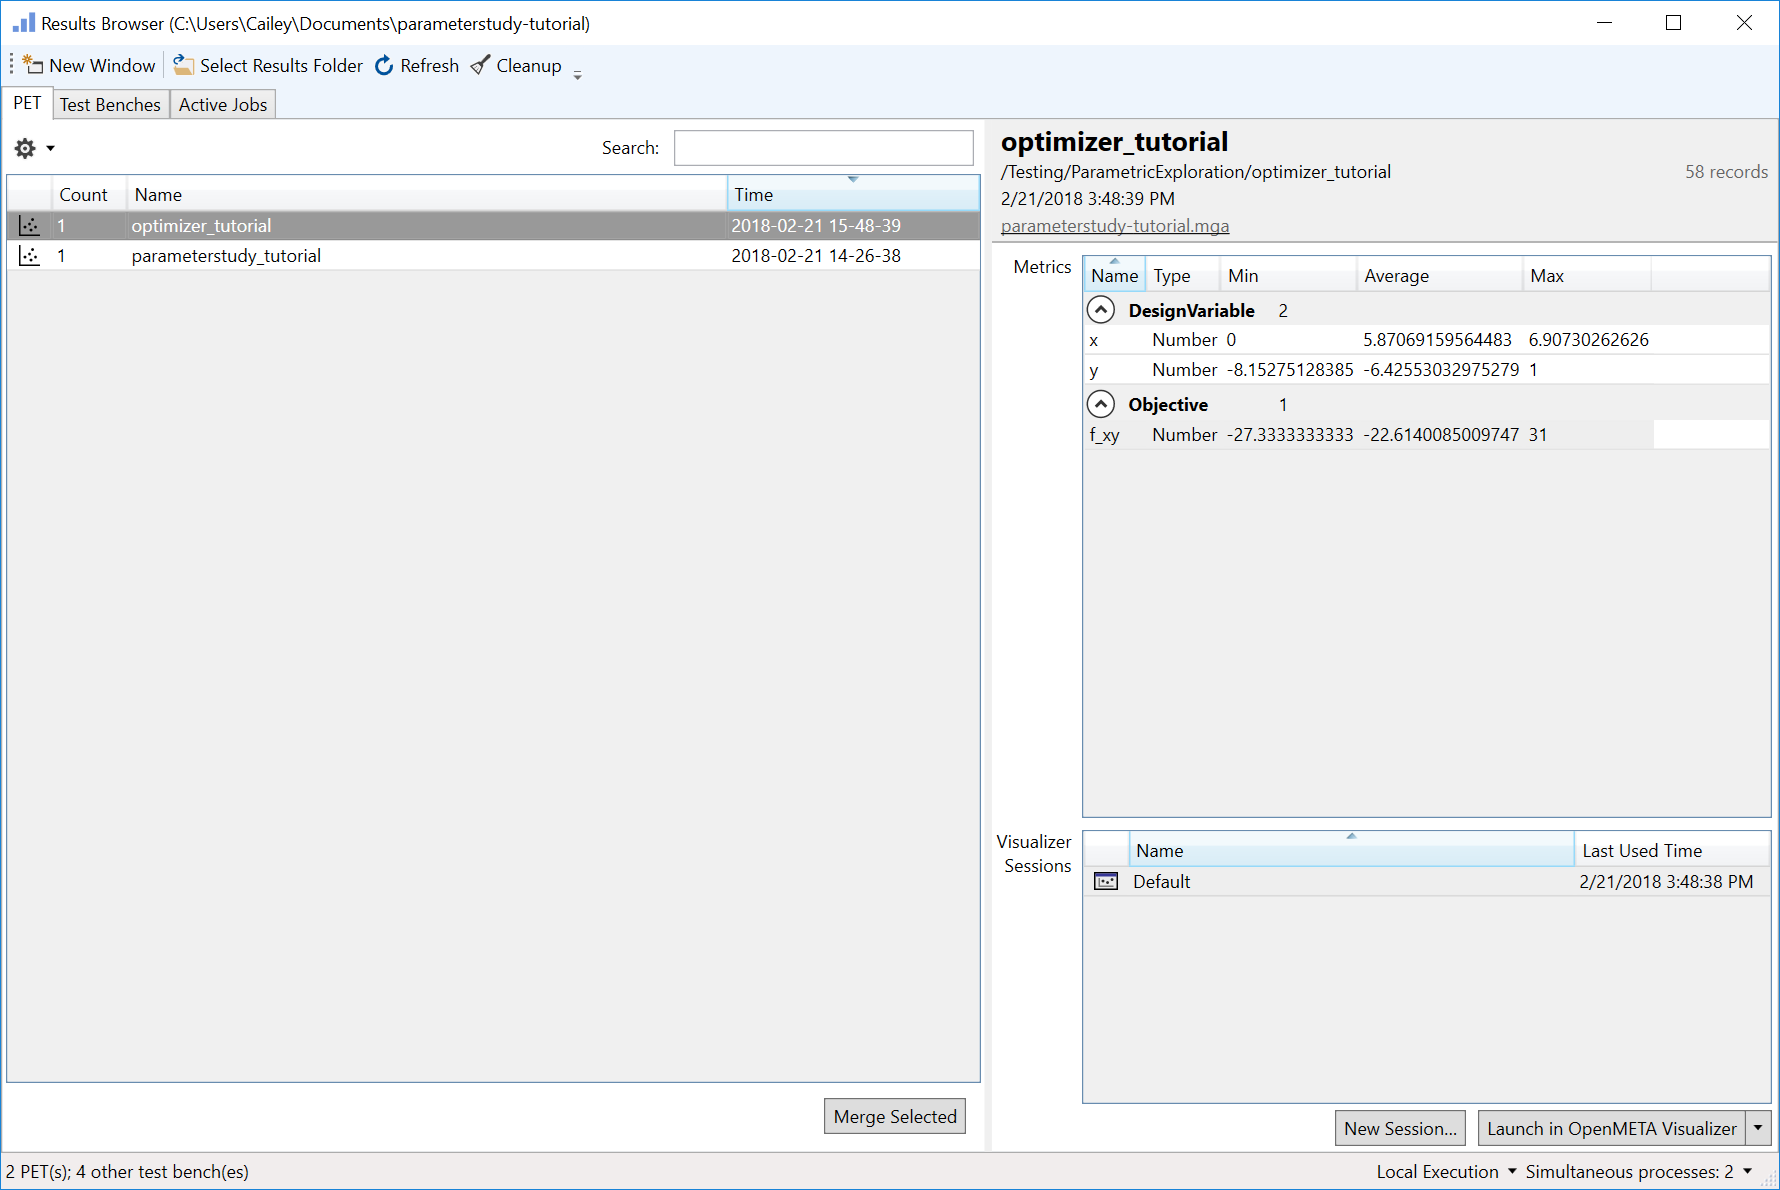 Results Browser (C:\Users\Cailey\Documents\parameterstudy-tutorial)
New Window Select Results Folder Refresh Cleanup
PET Test Benches Active Jobs
Search:
Count Name Time
1 optimizer_tutorial 2018-02-21 15-48-39
1 parameterstudy_tutorial 2018-02-21 14-26-38
Merge Selected
optimizer_tutorial
/Testing/ParametricExploration/optimizer_tutorial 58 records
2/21/2018 3:48:39 PM
parameterstudy-tutorial.mga
Metrics
Name Type Min Average Max
DesignVariable 2
x Number 0 5.87069159564483 6.90730262626
y Number -8.15275128385 -6.42553032975279 1
Objective 1
f_xy Number -27.3333333333 -22.6140085009747 31
Visualizer
Sessions
Name Last Used Time
Default 2/21/2018 3:48:38 PM
New Session... Launch in OpenMETA Visualizer
2 PET(s); 4 other test bench(es) Local Execution Simultaneous processes: 2